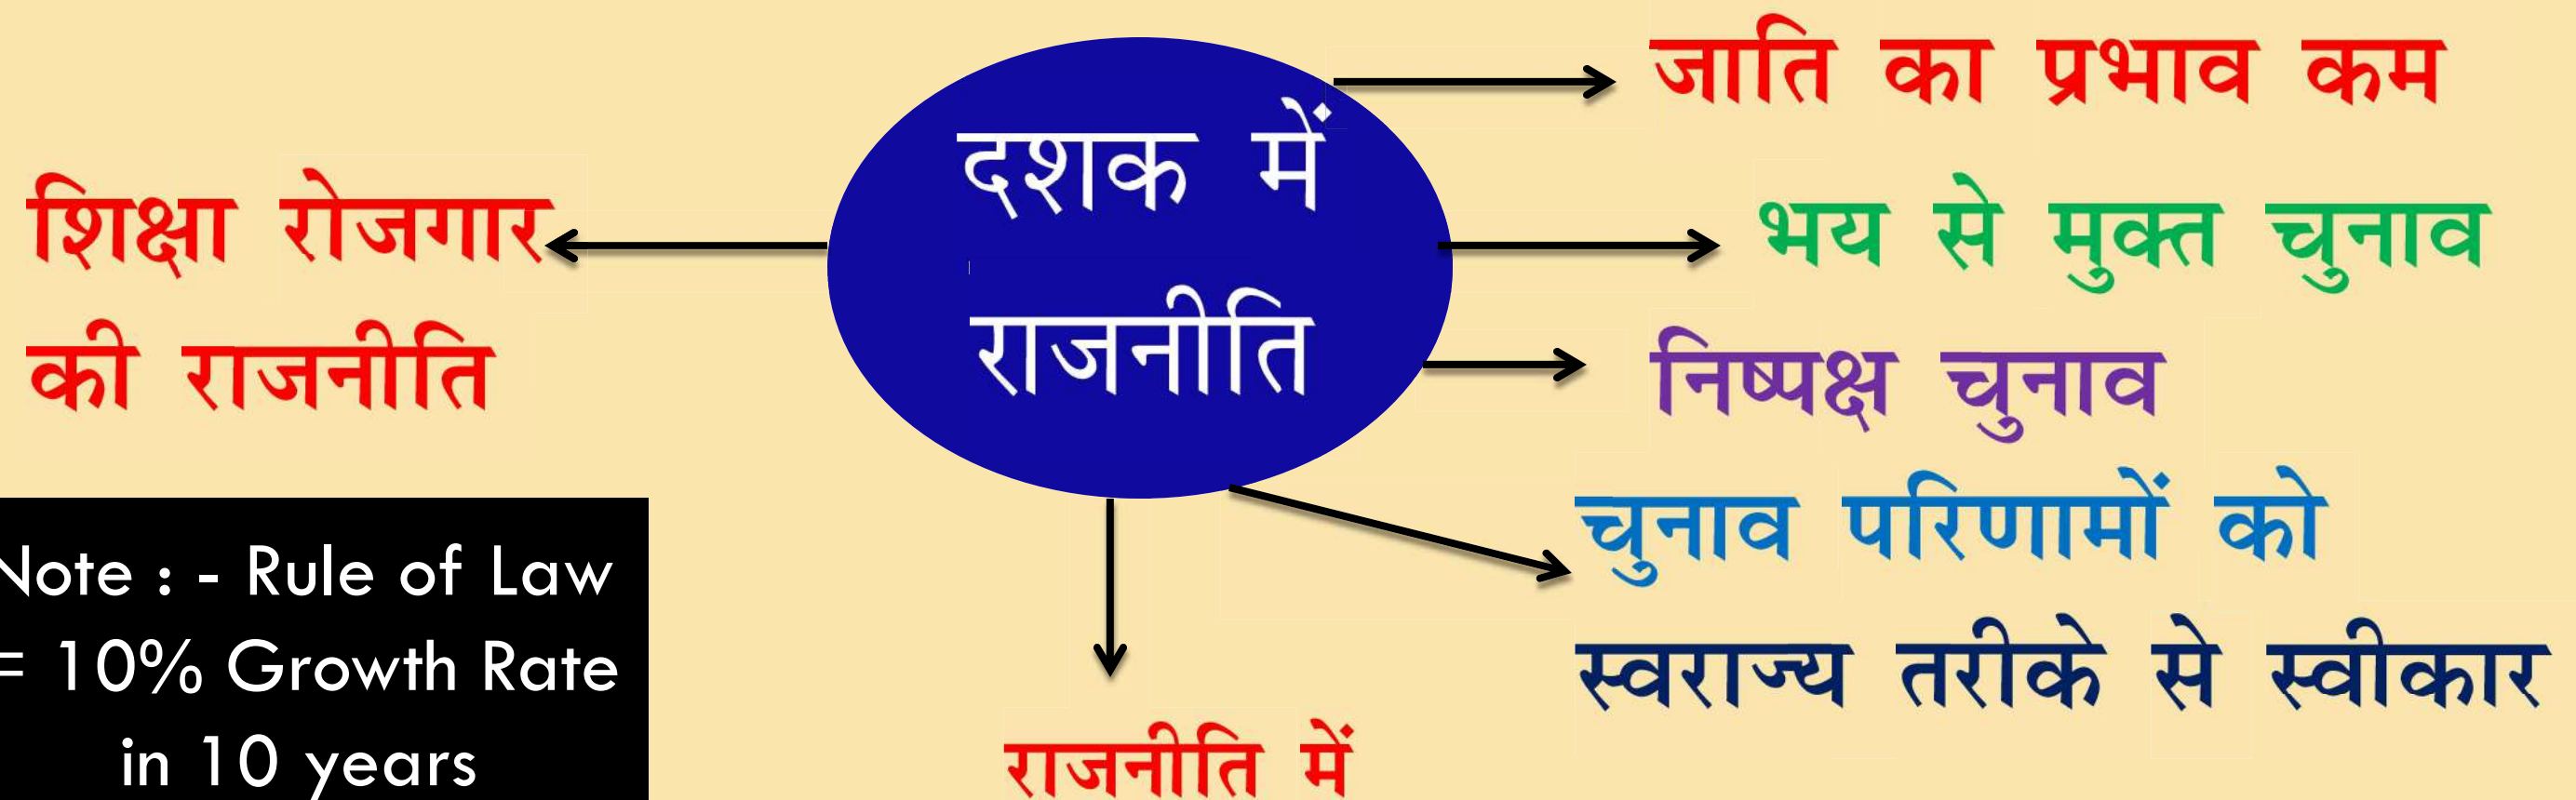 दशक में
राजनीति
जाति का प्रभाव कम
भय से मुक्त चुनाव
निष्पक्ष चुनाव
चुनाव परिणामों को
स्वराज्य तरीके से स्वीकार
राजनीति में
शिक्षा रोजगार
की राजनीति
Note : - Rule of Law
= 10% Growth Rate
in 10 years